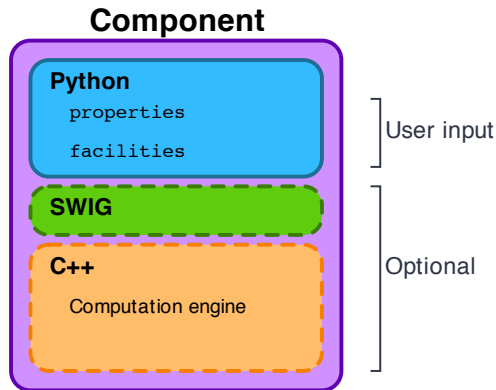 Component
Python
properties
facilities
User input
SWIG
C++
Computation engine
Optional